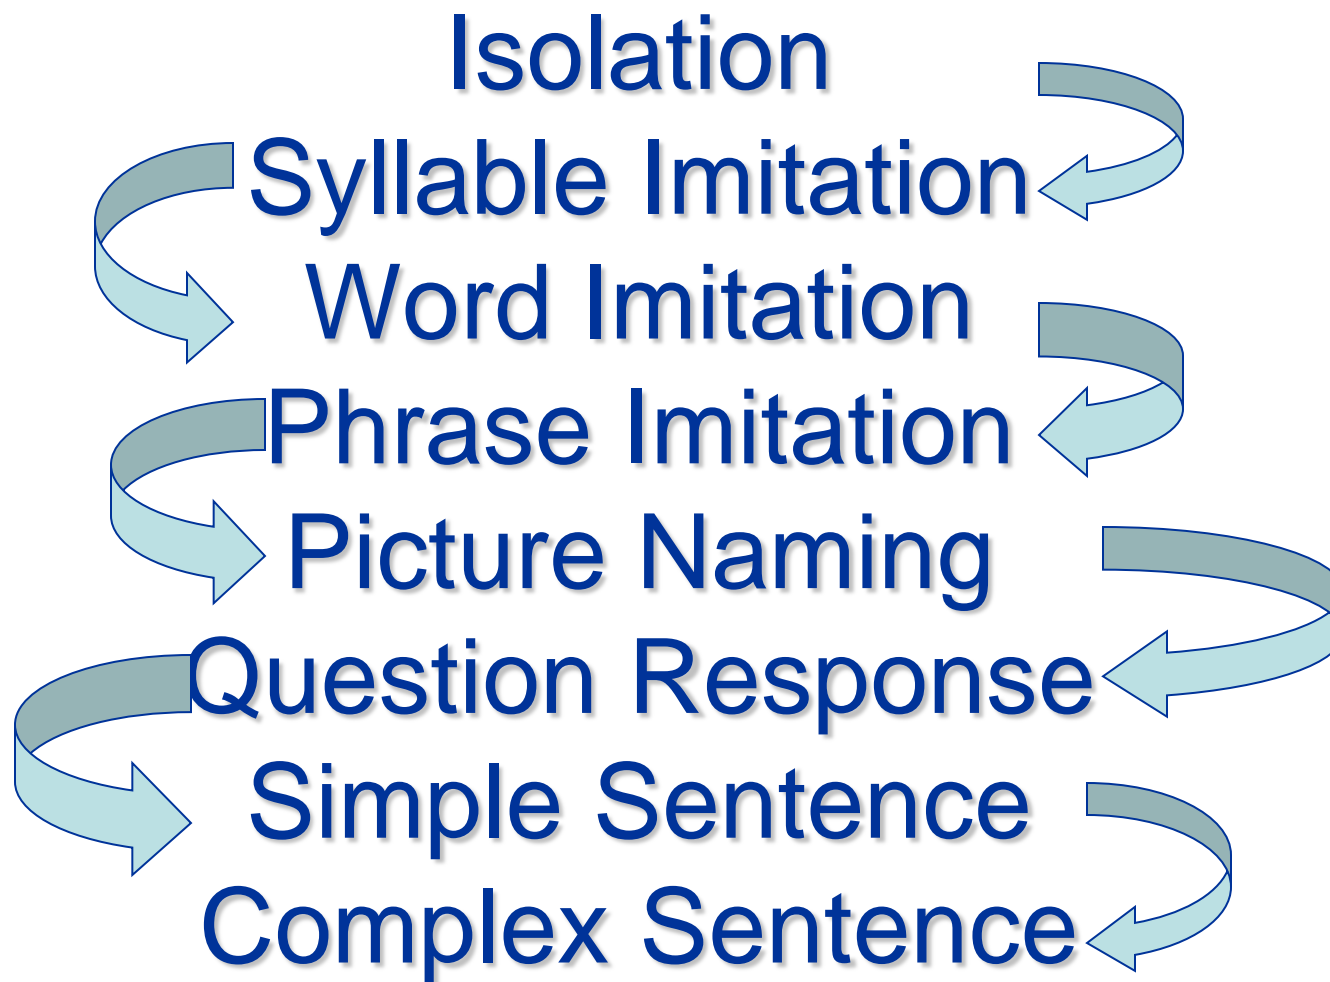 Isolation
Syllable Imitation
Word Imitation
Phrase Imitation
Picture Naming
Question Response
Simple Sentence
Complex Sentence